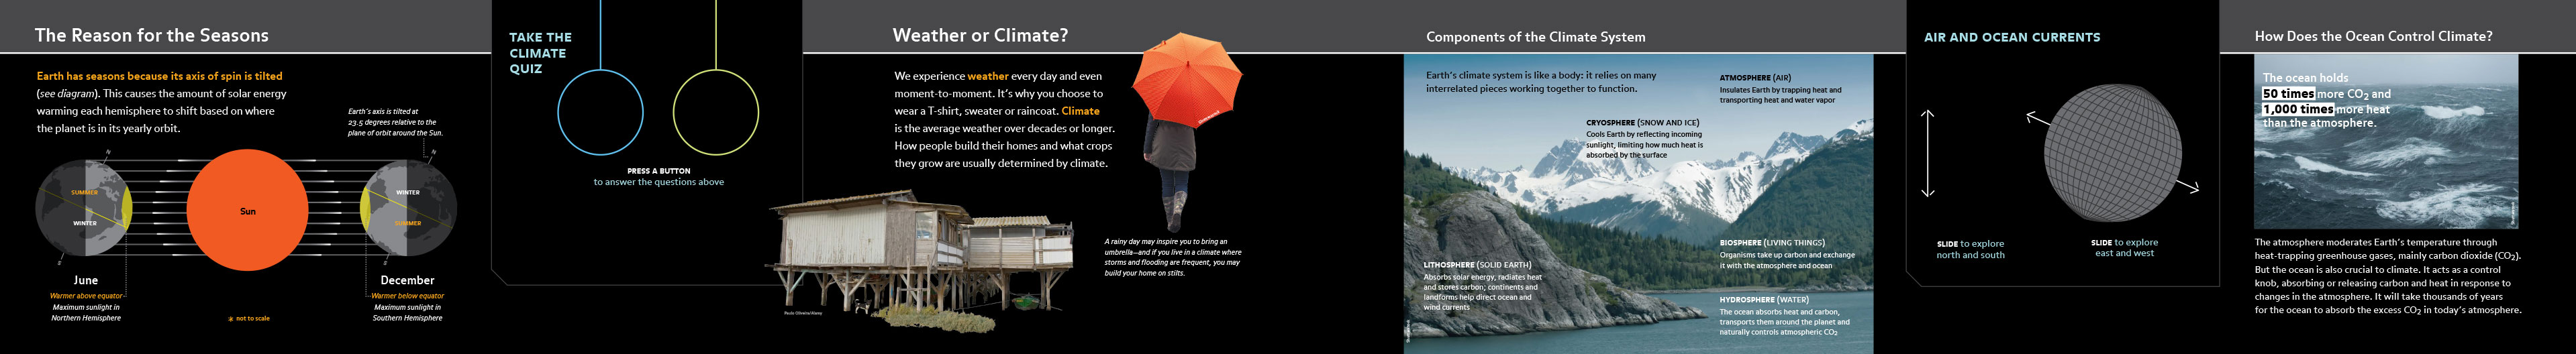 The Reason for the Seasons
Earth has seasons because its axis of spin is tilted
(see diagram). This causes the amount of solar energy
warming each hemisphere to shift based on where
the planet is in its yearly orbit.
Earth's axis is tilted at
23.5 degrees relative to the
plane of orbit around the Sun.
N
SUMMER
WINTER
S
Sun
N
WINTER
SUMMER
S
June
Warmer above equator
Maximum sunlight in
Northern Hemisphere
not to scale
December
Warmer below equator
Maximum sunlight in
Southern Hemisphere
TAKE THE
CLIMATE
QUIZ
PRESS A BUTTON
to answer the questions above
Weather or Climate?
We experience weather every day and even
moment-to-moment. It's why you choose to
wear a T-shirt, sweater or raincoat. Climate
is the average weather over decades or longer.
How people build their homes and what crops
they grow are usually determined by climate.
A rainy day may inspire you to bring an
umbrella—and if you live in a climate where
storms and flooding are frequent, you may
build your home on stilts.
Paulo Oliveira/Alamy
Components of the Climate System
Earth's climate system is like a body: it relies on many
interrelated pieces working together to function.
ATMOSPHERE (AIR)
Insulates Earth by trapping heat and
transporting heat and water vapor
CRYOSPHERE (SNOW AND ICE)
Cools Earth by reflecting incoming
sunlight, limiting how much heat is
absorbed by the surface
LITHOSPHERE (SOLID EARTH)
Absorbs solar energy, radiates heat
and stores carbon; continents and
landforms help direct ocean and
wind currents
BIOSPHERE (LIVING THINGS)
Organisms take up carbon and exchange
it with the atmosphere and ocean
HYDROSPHERE (WATER)
The ocean absorbs heat and carbon,
transports them around the planet and
naturally controls atmospheric CO₂
AIR AND OCEAN CURRENTS
SLIDE to explore
north and south
SLIDE to explore
east and west
How Does the Ocean Control Climate?
The ocean holds
50 times more CO₂ and
1,000 times more heat
than the atmosphere.
The atmosphere moderates Earth's temperature through
heat-trapping greenhouse gases, mainly carbon dioxide (CO₂).
But the ocean is also crucial to climate. It acts as a control
knob, absorbing or releasing carbon and heat in response to
changes in the atmosphere. It will take thousands of years
for the ocean to absorb the excess CO₂ in today's atmosphere.